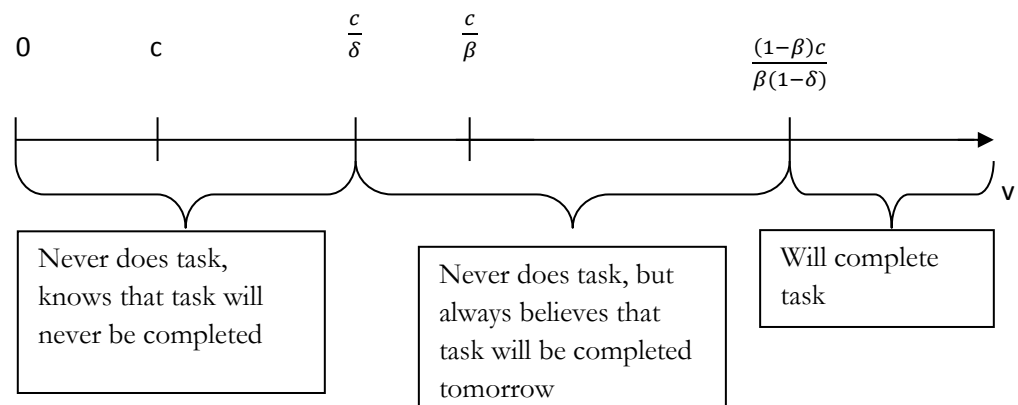 0 c c/δ c/β (1−β)c/β(1−δ)
v
Never does task,
knows that task will
never be completed
Never does task, but
always believes that
task will be completed
tomorrow
Will complete
task